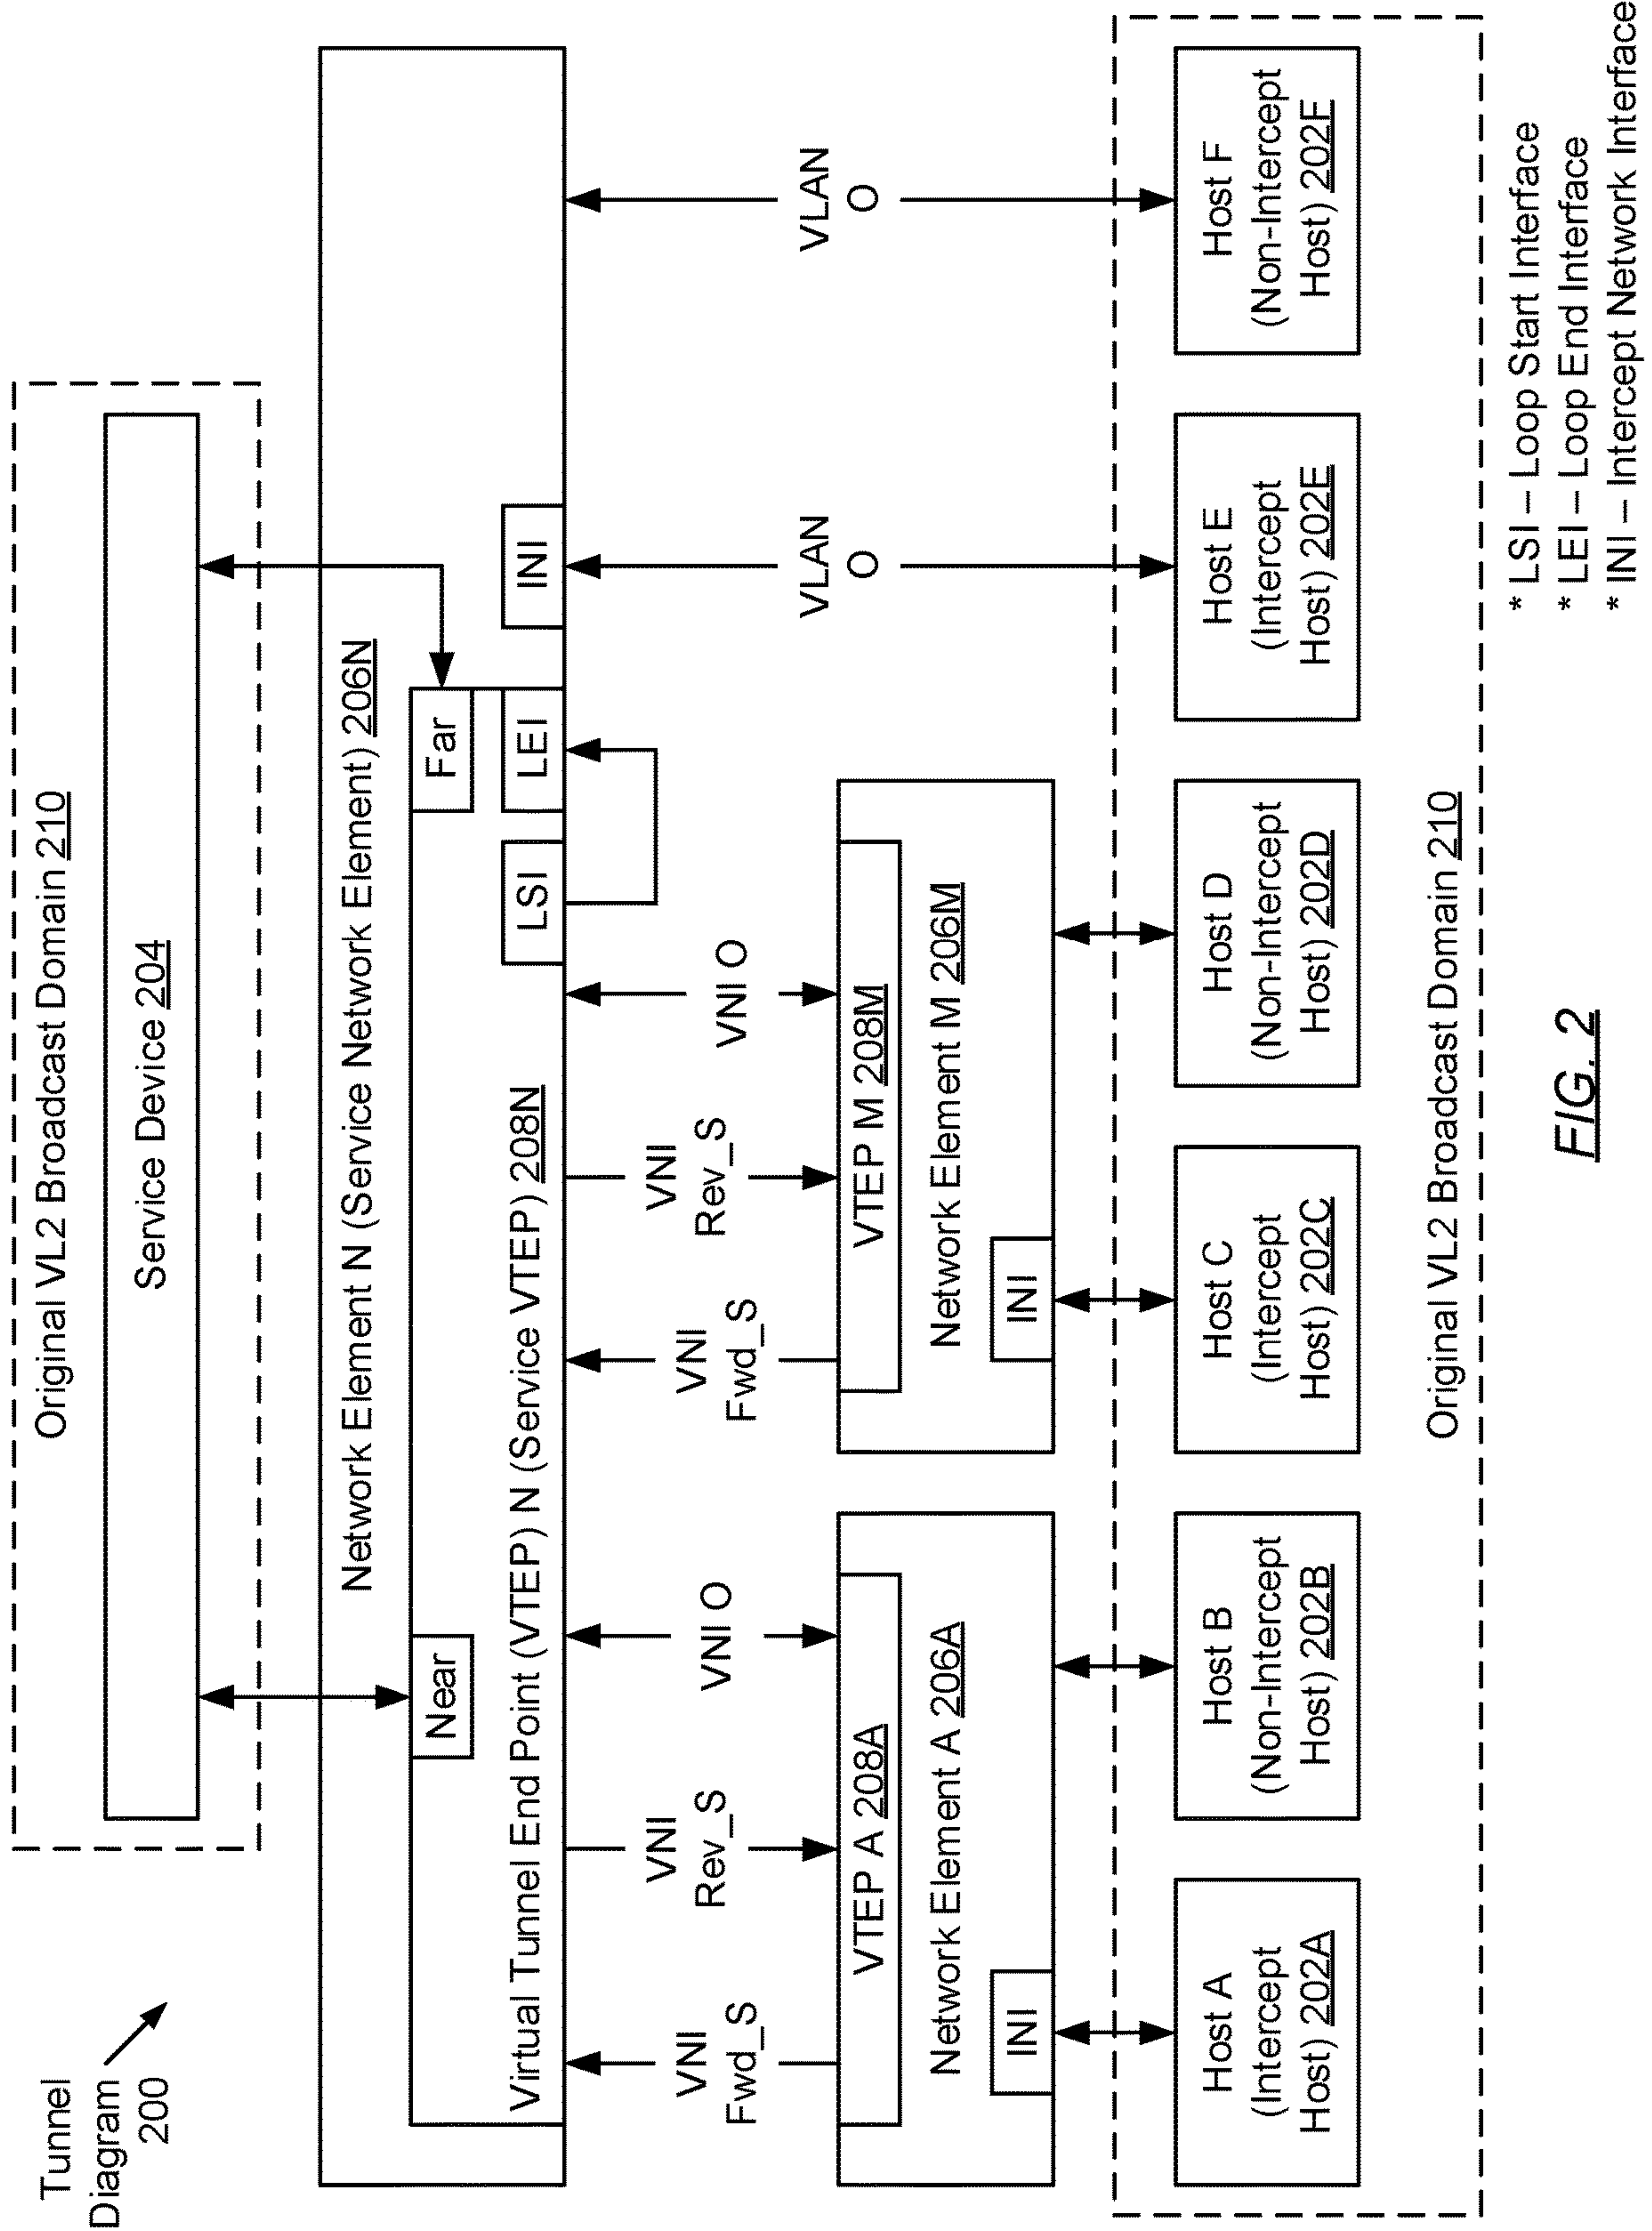 Tunnel
Diagram
200
Original VL2 Broadcast Domain 210
Service Device 204
Network Element N (Service Network Element) 206N
Near
Far
Virtual Tunnel End Point (VTEP) N (Service VTEP) 208N
LSI
LEI
INI
VNI
Fwd_S
VNI
Rev_S
VNI O
VNI
Fwd_S
VNI
Rev_S
VNI O
VLAN
O
VLAN
O
VTEP A 208A
Network Element A 206A
INI
VTEP M 208M
Network Element M 206M
INI
Host A
(Intercept
Host) 202A
Host B
(Non-Intercept
Host) 202B
Host C
(Intercept
Host) 202C
Host D
(Non-Intercept
Host) 202D
Host E
(Intercept
Host) 202E
Host F
(Non-Intercept
Host) 202F
Original VL2 Broadcast Domain 210
* LSI – Loop Start Interface
* LEI – Loop End Interface
* INI – Intercept Network Interface
FIG. 2